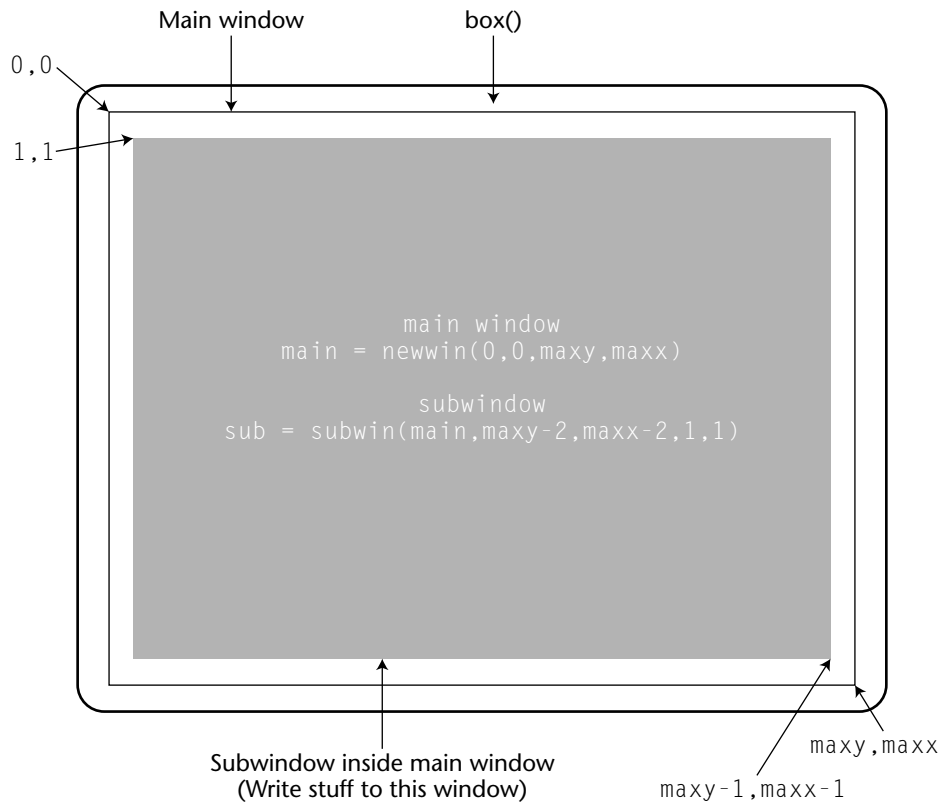 Main window
box()
0,0
1,1
main window
main = newwin(0,0,maxy,maxx)
subwindow
sub = subwin(main,maxy-2,maxx-2,1,1)
maxy,maxx
Subwindow inside main window
(Write stuff to this window)
maxy-1,maxx-1